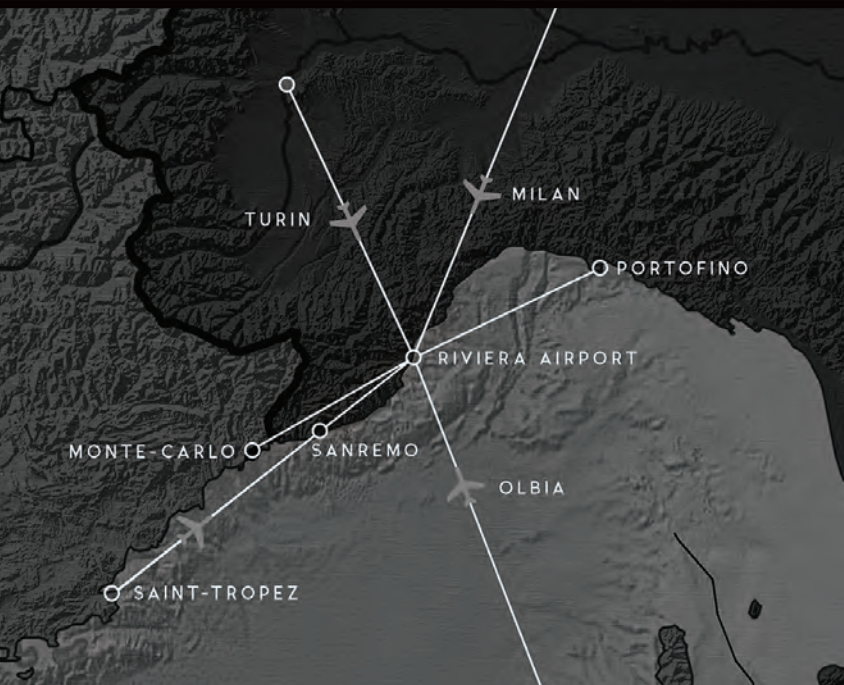 MILAN
TURIN
PORTOFINO
RIVIERA AIRPORT
MONTE-CARLO
SANREMO
OLBIA
SAINT-TROPEZ